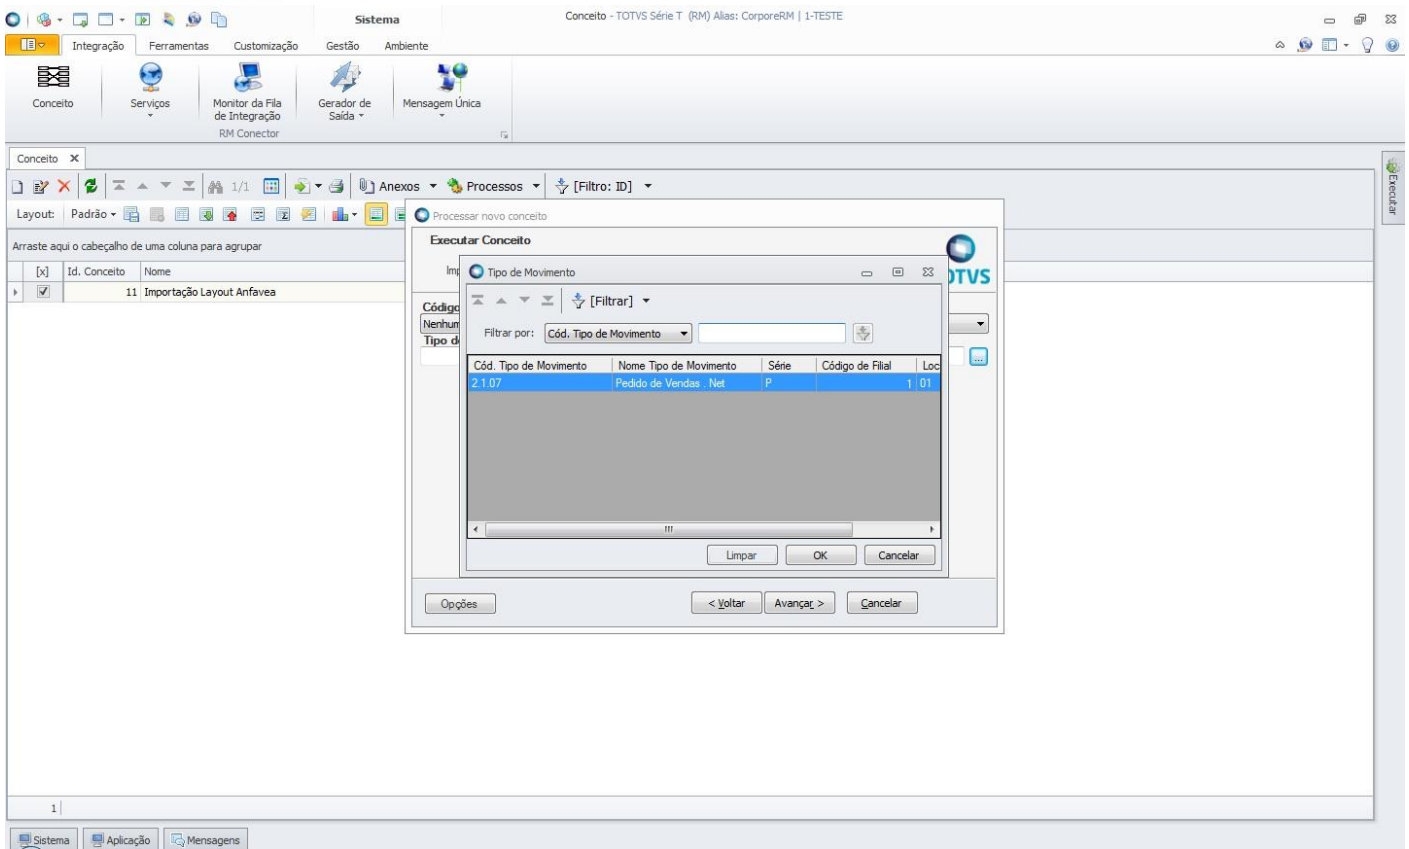 Sistema
Conceito - TOTVS Série T (RM) Alias: CorporeRM | 1-TESTE
Integração Ferramentas Customização Gestão Ambiente
Conceito Serviços Monitor da Fila de Integração Gerador de Saída Mensagem Única
RM Conector
Conceito X
1/1 Anexos Processos [Filtro: ID]
Executar
Layout: Padrão
Processar novo conceito
Arraste aqui o cabeçalho de uma coluna para agrupar
Executar Conceito
[x] Id. Conceito Nome
11 Importação Layout Anfavea
Tipo de Movimento
[Filtrar]
Filtrar por: Cód. Tipo de Movimento
Código
Nenhum
Tipo d
Cód. Tipo de Movimento Nome Tipo de Movimento Série Código de Filial Loc
2.1.07 Pedido de Vendas . Net P 1 01
Limpar OK Cancelar
Opções < Voltar Avançar > Cancelar
1
Sistema Aplicação Mensagens